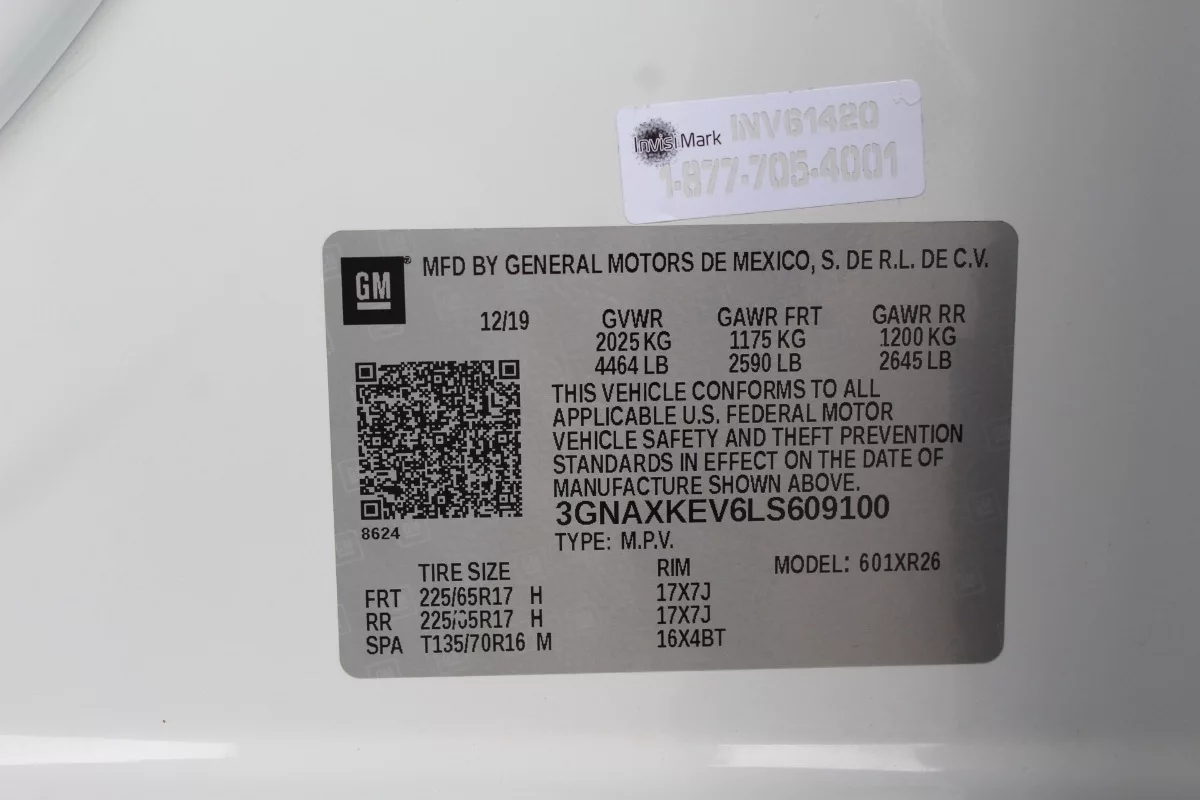 InvisiMark INV61420
1-877-705-4001
GM ® MFD BY GENERAL MOTORS DE MEXICO, S. DE R.L. DE C.V.
12/19 GVWR GAWR FRT GAWR RR
2025 KG 1175 KG 1200 KG
4464 LB 2590 LB 2645 LB
THIS VEHICLE CONFORMS TO ALL
APPLICABLE U.S. FEDERAL MOTOR
VEHICLE SAFETY AND THEFT PREVENTION
STANDARDS IN EFFECT ON THE DATE OF
MANUFACTURE SHOWN ABOVE.
3GNAXKEV6LS609100
8624
TYPE: M.P.V.
TIRE SIZE RIM MODEL: 601XR26
FRT 225/65R17 H 17X7J
RR 225/65R17 H 17X7J
SPA T135/70R16 M 16X4BT